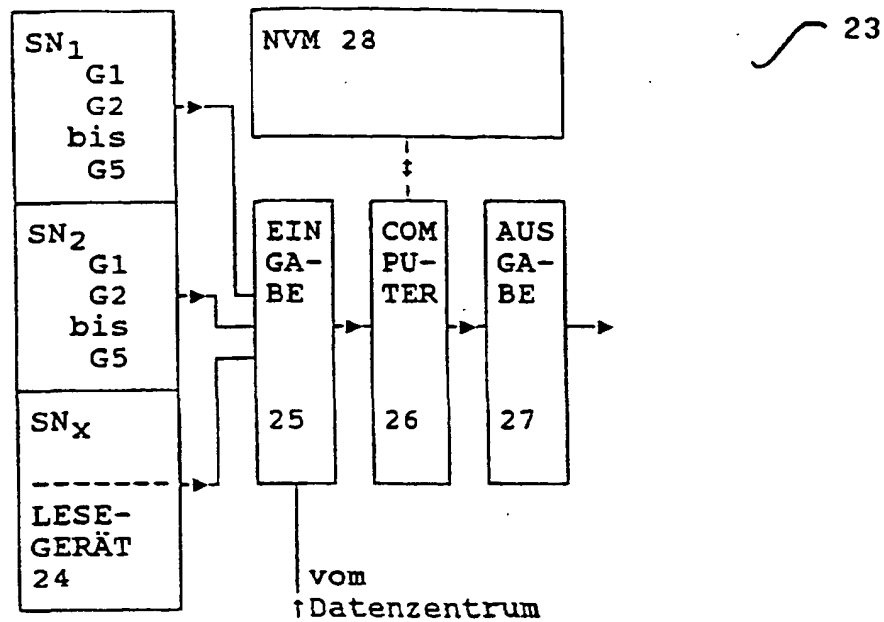 SN1
G1
G2
bis
G5
SN2
G1
G2
bis
G5
SNX
LESE-
GERÄT
24
NVM 28
23
EIN
GA-
BE
25
COM
PU-
TER
26
AUS
GA-
BE
27
vom
Datenzentrum